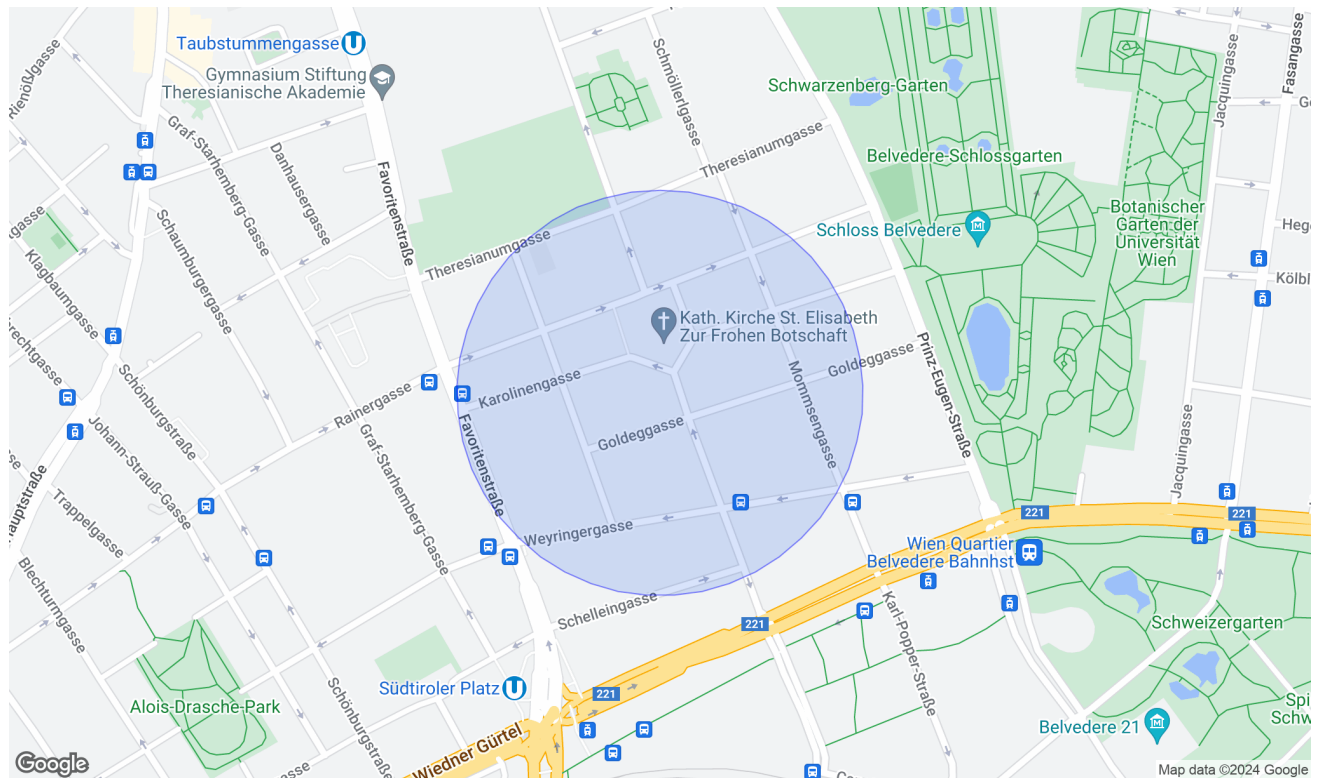 Taubstummengasse
Gymnasium Stiftung
Theresianische Akademie
Rienößlgasse
Graf-Starhemberg-Gasse
Danhausergasse
Favoritenstraße
Schmöllerlgasse
Theresianumgasse
Schwarzenberg-Garten
Belvedere-Schlossgarten
Jacquingasse
Fasangasse
Botanischer
Garten der
Universität
Wien
Schloss Belvedere
Theresianumgasse
Klagbaumgasse
Schaumburgergasse
Kath. Kirche St. Elisabeth
Zur Frohen Botschaft
Prinz-Eugen-Straße
Goldeggasse
Mommsengasse
Karolinengasse
Rainergasse
Schönburgstraße
Johann-Strauß-Gasse
Graf-Starhemberg-Gasse
Favoritenstraße
Goldeggasse
Jacquingasse
Trappelgasse
Weyringergasse
221
221
Wien Quartier
Belvedere Bahnhst
Blechturmgasse
Schelleingasse
221
Karl-Popper-Straße
Schweizergarten
Südtiroler Platz
U
221
Alois-Drasche-Park
Schönburgstraße
Belvedere 21
Wiedner Gürtel
Google
Map data ©2024 Google